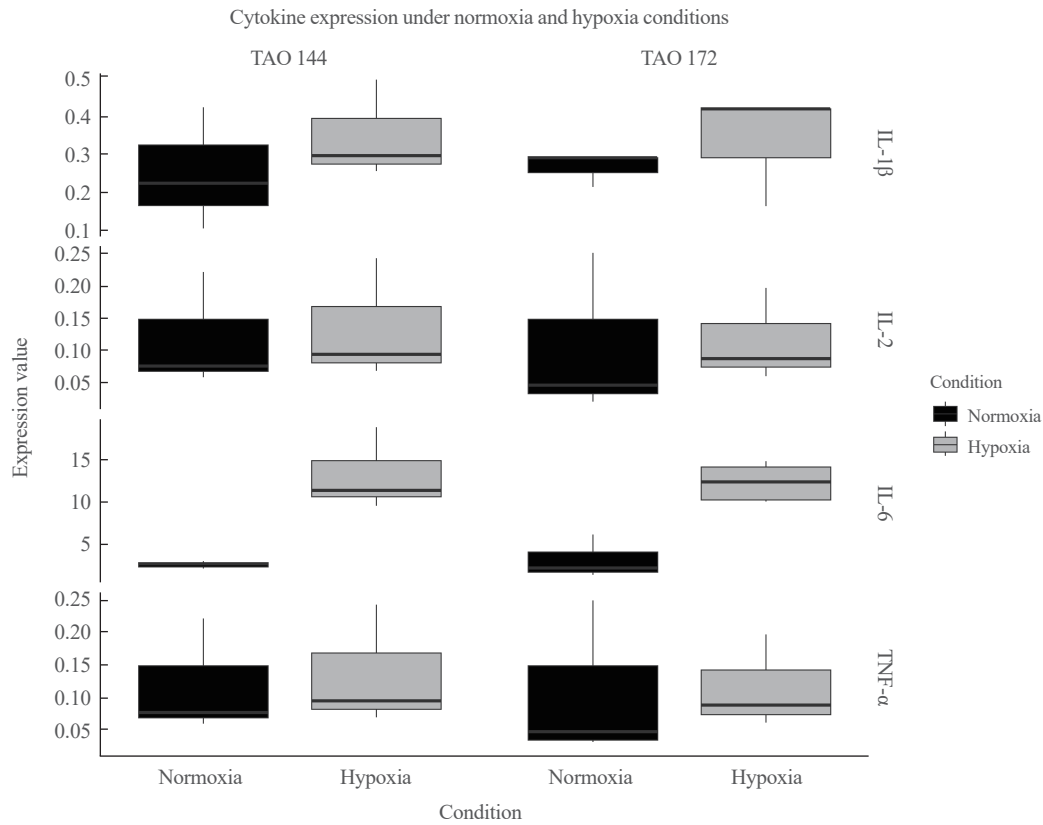 Cytokine expression under normoxia and hypoxia conditions
TAO 144
TAO 172
0.5
0.4
0.3
0.2
0.1
IL-1β
0.25
0.20
0.15
0.10
0.05
IL-2
15
10
5
IL-6
0.25
0.20
0.15
0.10
0.05
TNF-α
Expression value
Normoxia
Hypoxia
Normoxia
Hypoxia
Condition
Condition
Normoxia
Hypoxia